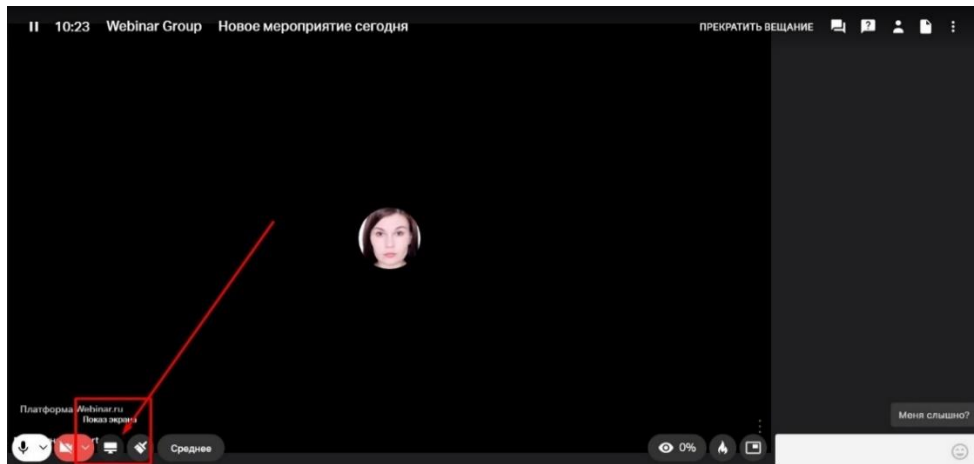 10:23 Webinar Group Новое мероприятие сегодня ПРЕКРАТИТЬ ВЕЩАНИЕ ?
Платформа Webinar.ru
Показ экрана
Меня слышно?
Среднее 0%